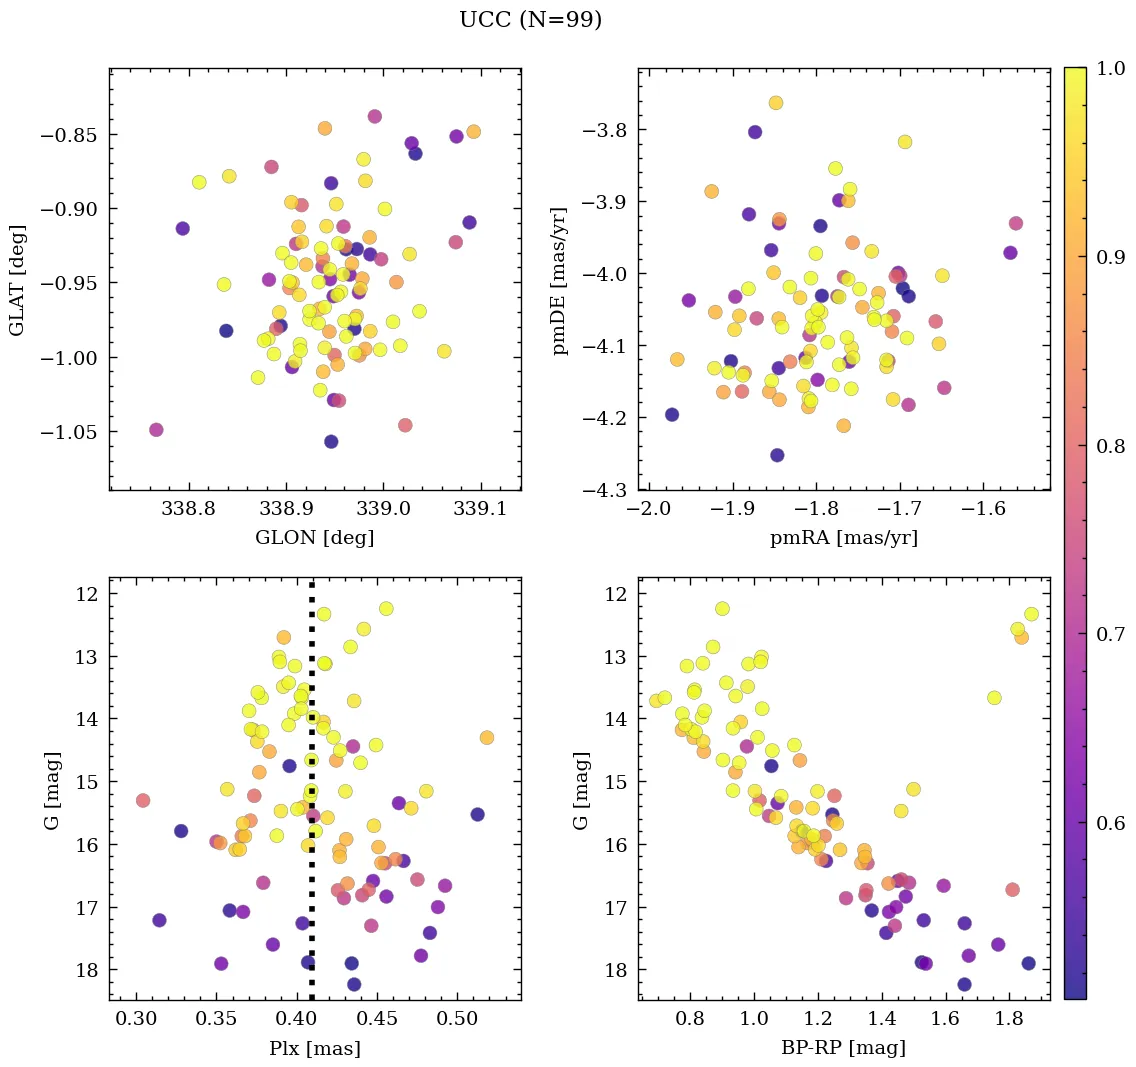 UCC (N=99)
−0.85
−0.90
−0.95
−1.00
−1.05
GLAT [deg]
338.8 338.9 339.0 339.1
GLON [deg]
−3.8
−3.9
−4.0
−4.1
−4.2
−4.3
pmDE [mas/yr]
−2.0 −1.9 −1.8 −1.7 −1.6
pmRA [mas/yr]
12
13
14
15
16
17
18
G [mag]
0.30 0.35 0.40 0.45 0.50
Plx [mas]
12
13
14
15
16
17
18
G [mag]
0.8 1.0 1.2 1.4 1.6 1.8
BP-RP [mag]
1.0
0.9
0.8
0.7
0.6